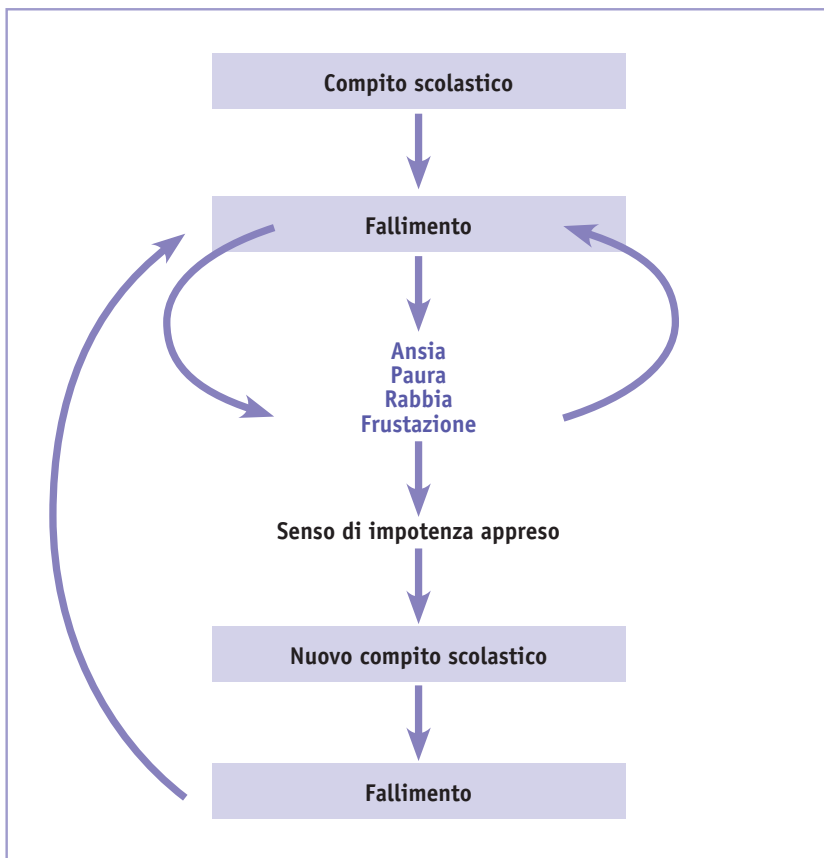 Compito scolastico
Fallimento
Ansia
Paura
Rabbia
Frustazione
Senso di impotenza appreso
Nuovo compito scolastico
Fallimento